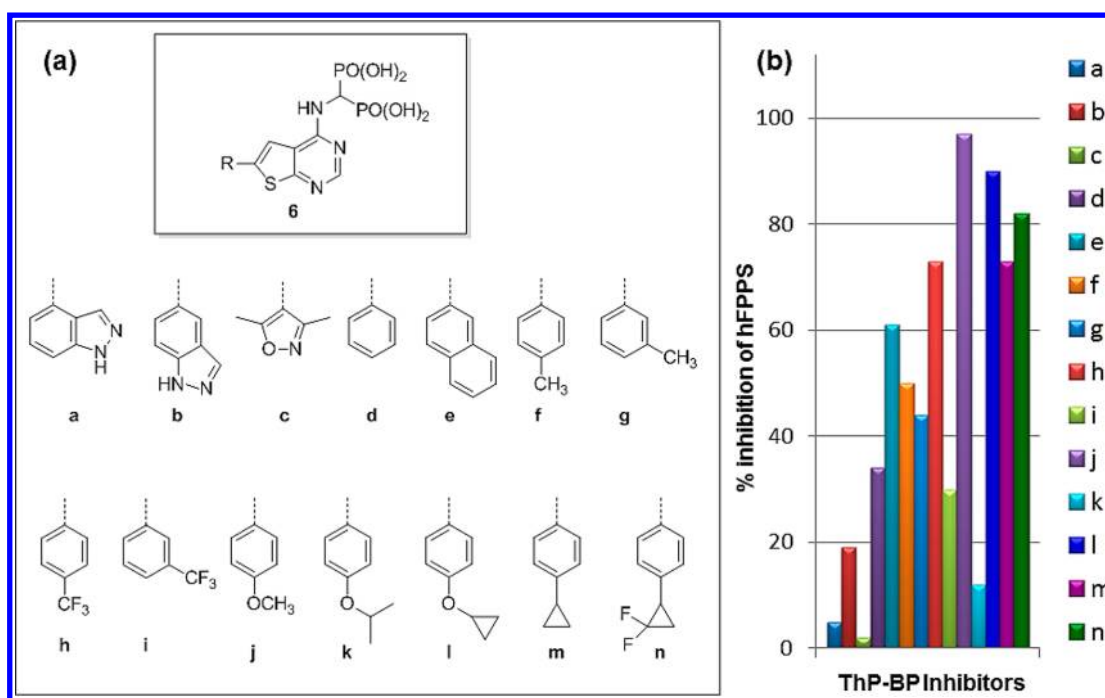 (a)
PO(OH)2
HN
PO(OH)2
N
R
S
N
6
N
N
H
a
HN
N
b
O
N
c
d
e
CH3
f
CH3
g
CF3
h
CF3
i
OCH3
j
O
k
O
l
m
F
F
n
(b)
% inhibition of hFPPS
100
80
60
40
20
0
ThP-BP Inhibitors
a
b
c
d
e
f
g
h
i
j
k
l
m
n